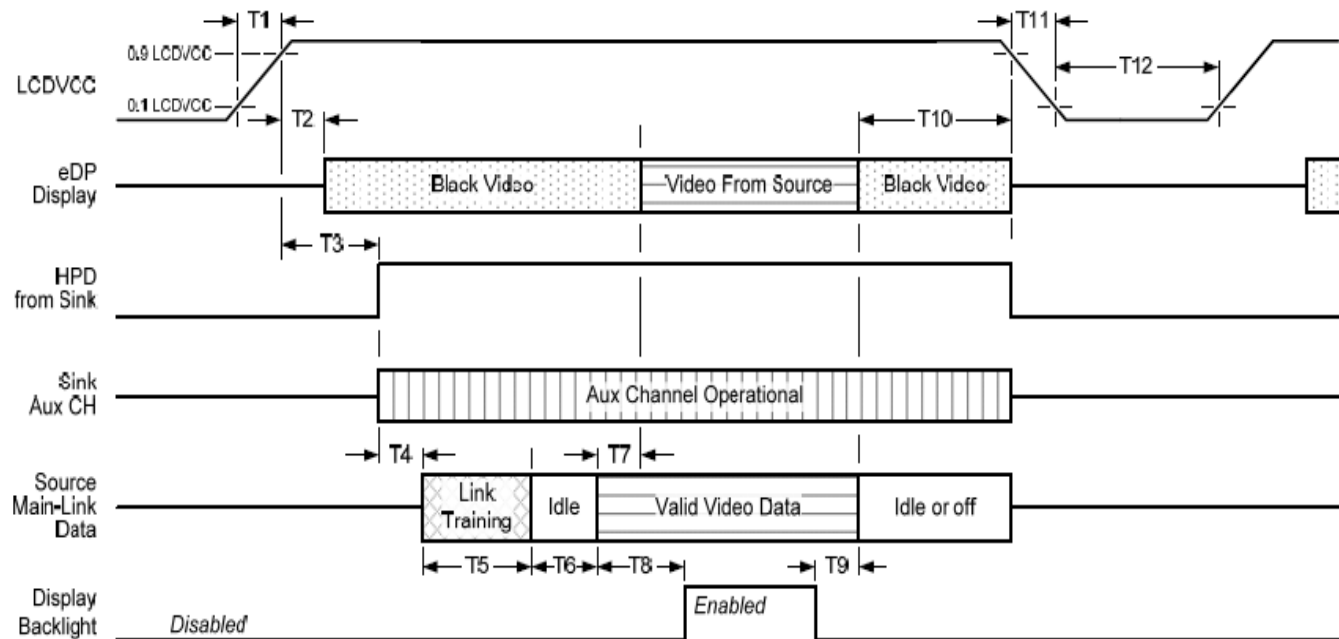 T1
0.9 LCDVCC
LCDVCC
0.1 LCDVCC
T2
T11
T12
T10
eDP
Display
Black Video
Video From Source
Black Video
T3
HPD
from Sink
Sink
Aux CH
Aux Channel Operational
T4
T7
Source
Main-Link
Data
Link
Training
Idle
Valid Video Data
Idle or off
T5
T6
T8
T9
Display
Backlight
Disabled
Enabled